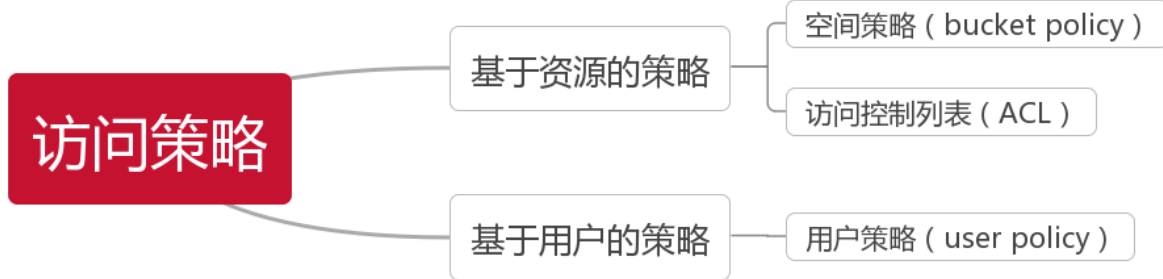 访问策略
基于资源的策略
空间策略（bucket policy）
访问控制列表（ACL）
基于用户的策略
用户策略（user policy）